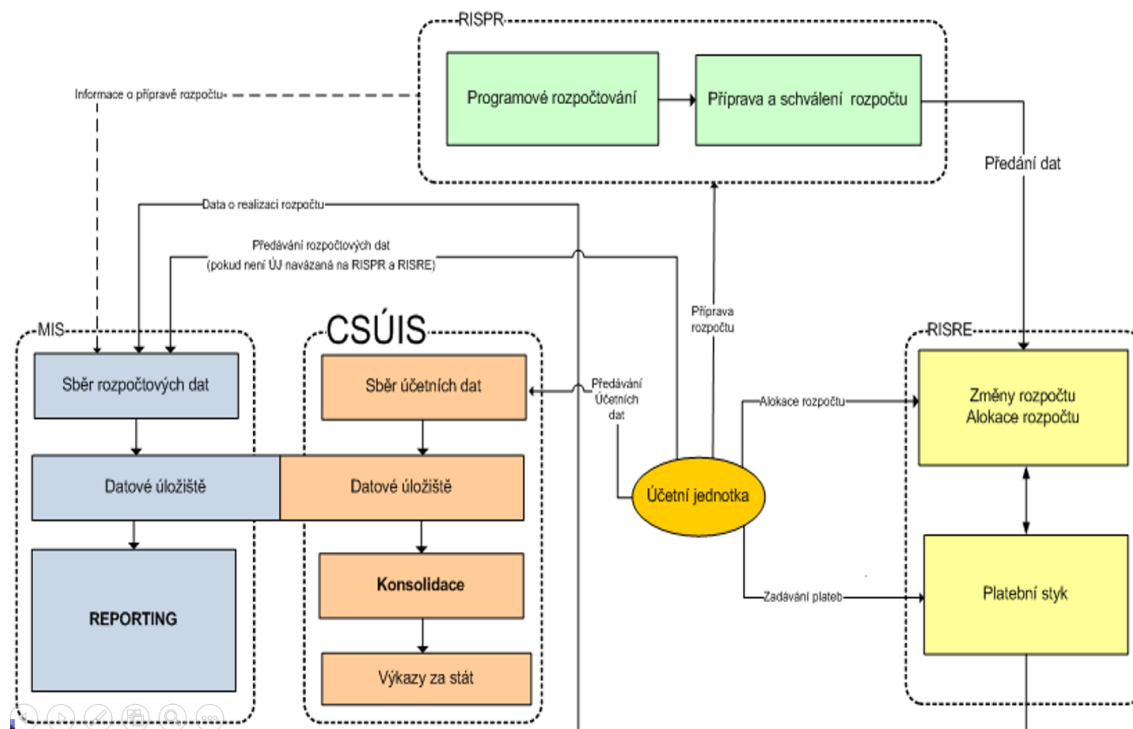 RISPR
Programové rozpočtování
Příprava a schválení rozpočtu
Informace o přípravě rozpočtu
Předání dat
Data o realizaci rozpočtu
Předávání rozpočtových dat
(pokud není ÚJ navázaná na RISPR a RISRE)
Příprava
rozpočtu
MIS
CSÚIS
RISRE
Sběr rozpočtových dat
Sběr účetních dat
Předávání
Účetních
dat
Alokace rozpočtu
Změny rozpočtu
Alokace rozpočtu
Datové úložiště
Datové úložiště
Účetní jednotka
Konsolidace
Zadávání plateb
Platební styk
REPORTING
Výkazy za stát